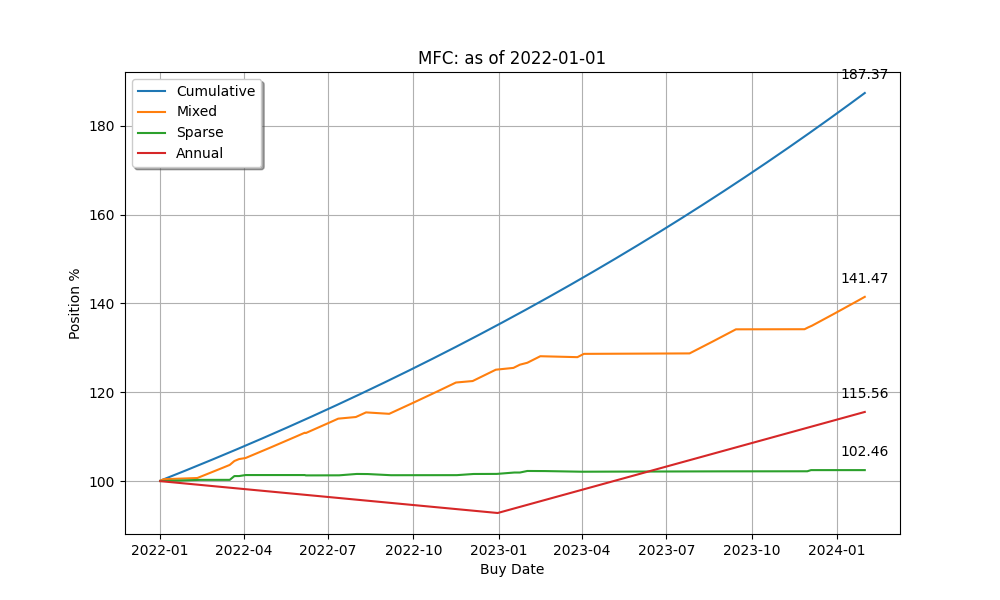 MFC: as of 2022-01-01
187.37
Cumulative
Mixed
Sparse
Annual
180
160
141.47
140
120
115.56
102.46
100
Position %
2022-01 2022-04 2022-07 2022-10 2023-01 2023-04 2023-07 2023-10 2024-01
Buy Date